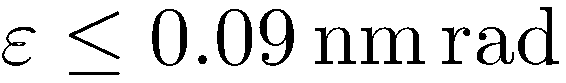 ε ≤ 0.09 nm rad